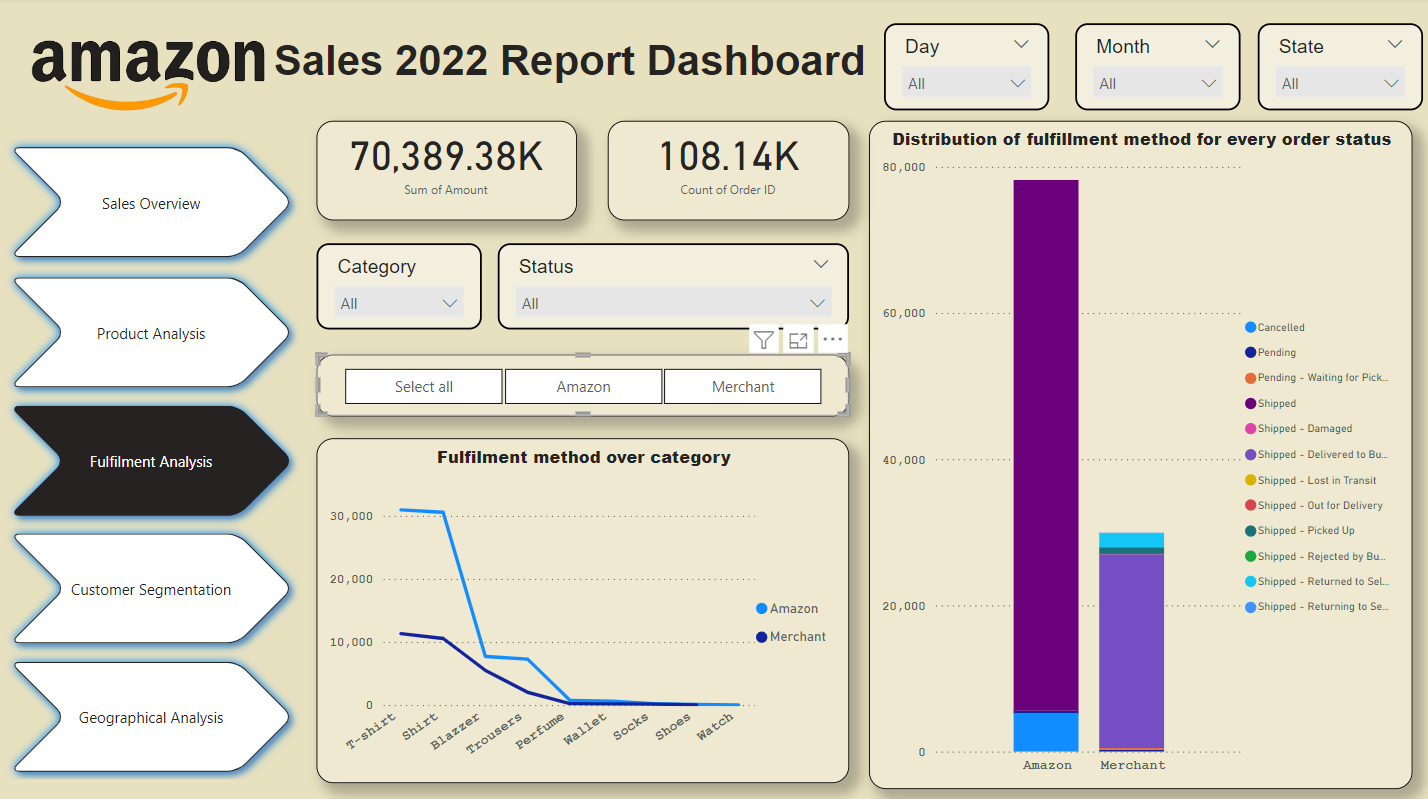 amazon Sales 2022 Report Dashboard
Day
All
Month
All
State
All
Sales Overview
Product Analysis
Fulfilment Analysis
Customer Segmentation
Geographical Analysis
70,389.38K
Sum of Amount
108.14K
Count of Order ID
Category
All
Status
All
Select all
Amazon
Merchant
Fulfilment method over category
30,000
20,000
10,000
0
T-shirt
Shirt
Blazzer
Trousers
Perfume
Wallet
Socks
Shoes
Watch
Amazon
Merchant
Distribution of fulfillment method for every order status
80,000
60,000
40,000
20,000
0
Amazon
Merchant
Cancelled
Pending
Pending - Waiting for Pick...
Shipped
Shipped - Damaged
Shipped - Delivered to Bu...
Shipped - Lost in Transit
Shipped - Out for Delivery
Shipped - Picked Up
Shipped - Rejected by Bu...
Shipped - Returned to Sel...
Shipped - Returning to Se...